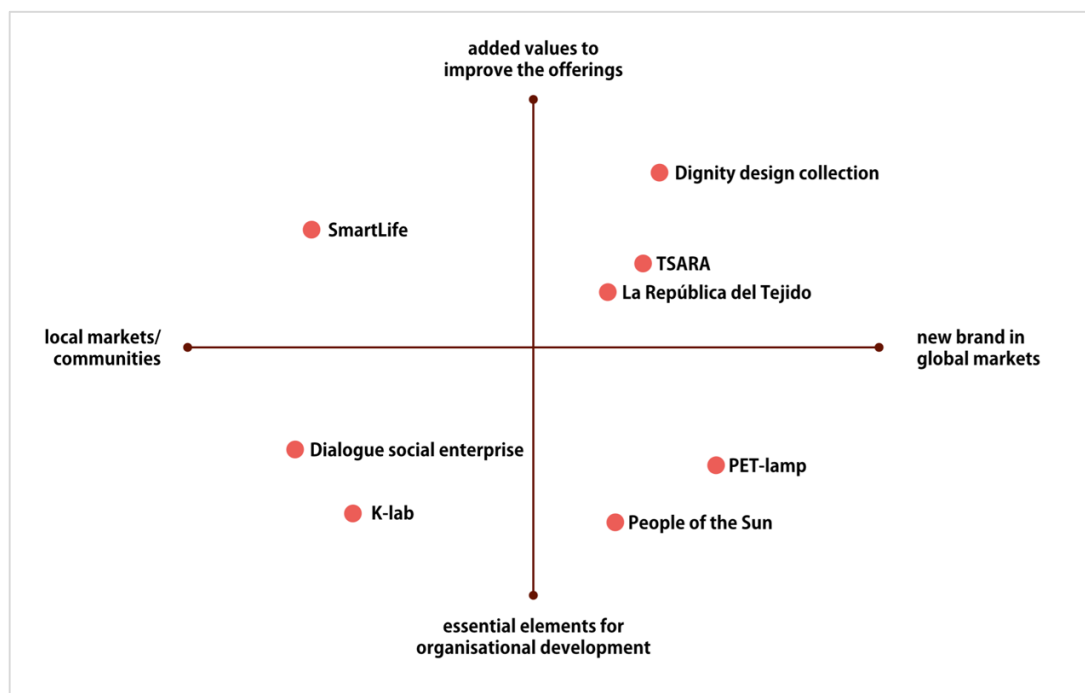 added values to
improve the offerings
Dignity design collection
SmartLife
TSARA
La República del Tejido
local markets/
communities
new brand in
global markets
Dialogue social enterprise
PET-lamp
K-lab
People of the Sun
essential elements for
organisational development